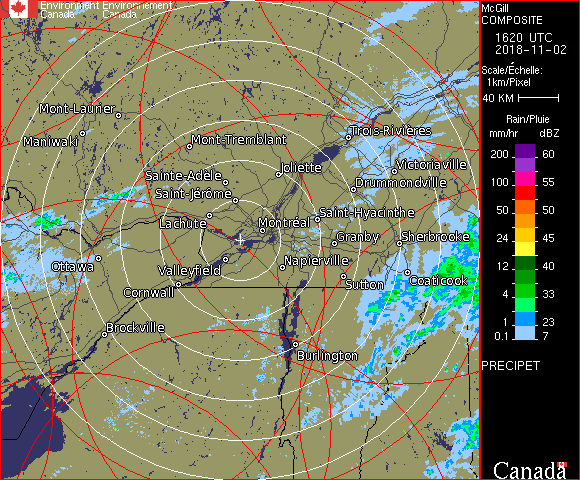 Environment Environnement
Canada Canada
McGill
COMPOSITE
1620 UTC
2018-11-02
Scale/Échelle:
1km/Pixel
40 KM
Rain/Pluie
mm/hr dBZ
200 60
150 57
100 55
50 50
24 45
12 40
4 33
1 23
0.1 7
PRECIPET
Canada
Mont-Laurier
Maniwaki
Mont-Tremblant
Trois-Rivières
Joliette
Victoriaville
Sainte-Adèle
Drummondville
Saint-Jérôme
Lachute
Saint-Hyacinthe
Montréal
Granby
Sherbrooke
Ottawa
Valleyfield
Napierville
Cornwall
Sutton
Coaticook
Brockville
Burlington